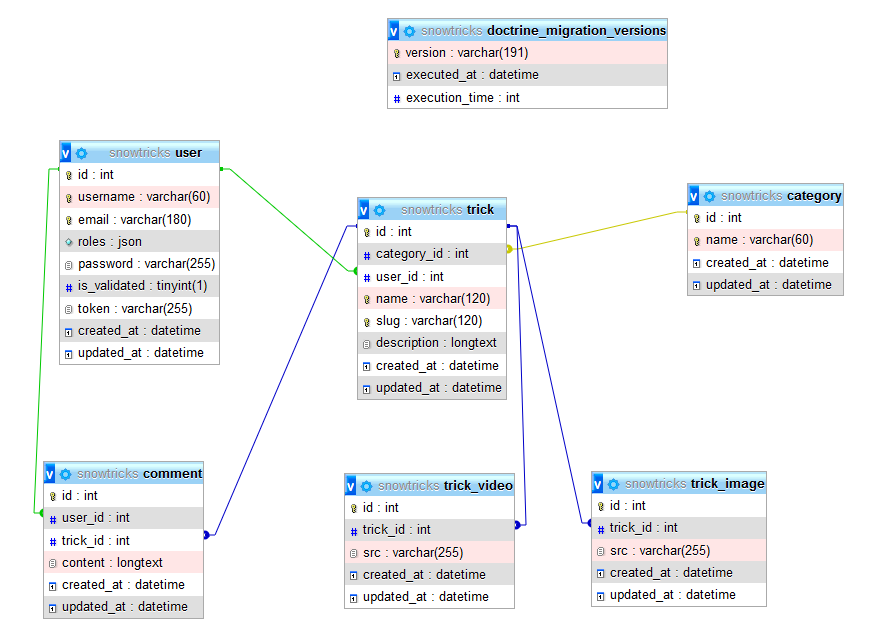 v snowtricks doctrine_migration_versions
version : varchar(191)
executed_at : datetime
# execution_time : int
v snowtricks user
id : int
username : varchar(60)
email : varchar(180)
roles : json
password : varchar(255)
# is_validated : tinyint(1)
token : varchar(255)
created_at : datetime
updated_at : datetime
v snowtricks trick
id : int
# category_id : int
# user_id : int
name : varchar(120)
slug : varchar(120)
description : longtext
created_at : datetime
updated_at : datetime
v snowtricks category
id : int
name : varchar(60)
created_at : datetime
updated_at : datetime
v snowtricks comment
id : int
# user_id : int
# trick_id : int
content : longtext
created_at : datetime
updated_at : datetime
v snowtricks trick_video
id : int
# trick_id : int
src : varchar(255)
created_at : datetime
updated_at : datetime
v snowtricks trick_image
id : int
# trick_id : int
src : varchar(255)
created_at : datetime
updated_at : datetime